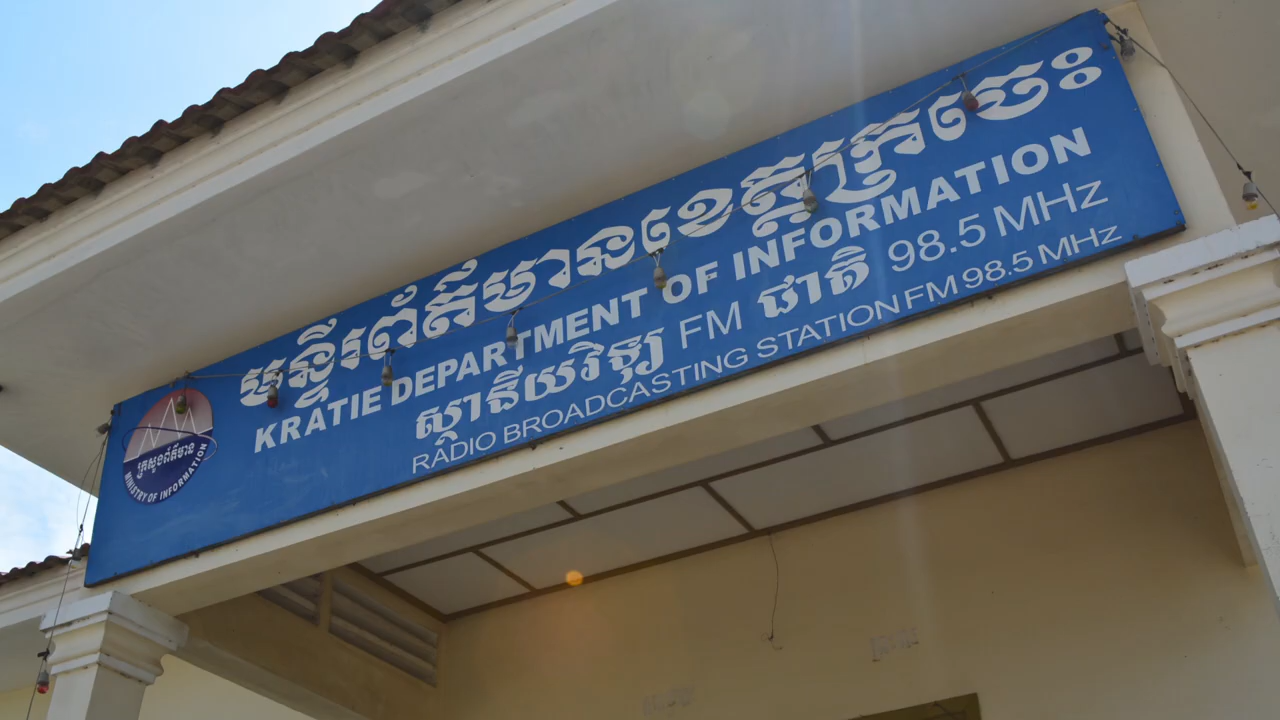 មន្ទីរព័ត៌មានខេត្តក្រចេះ
KRATIE DEPARTMENT OF INFORMATION
ស្ថានីយវិទ្យុ FM ជាតិ 98.5 MHz
RADIO BROADCASTING STATION FM 98.5 MHz
ក្រសួងព័ត៌មាន
MINISTRY OF INFORMATION